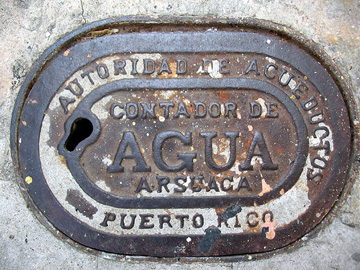 AUTORIDAD DE ACUEDUCTOS
CONTADOR DE
AGUA
PUERTO RICO